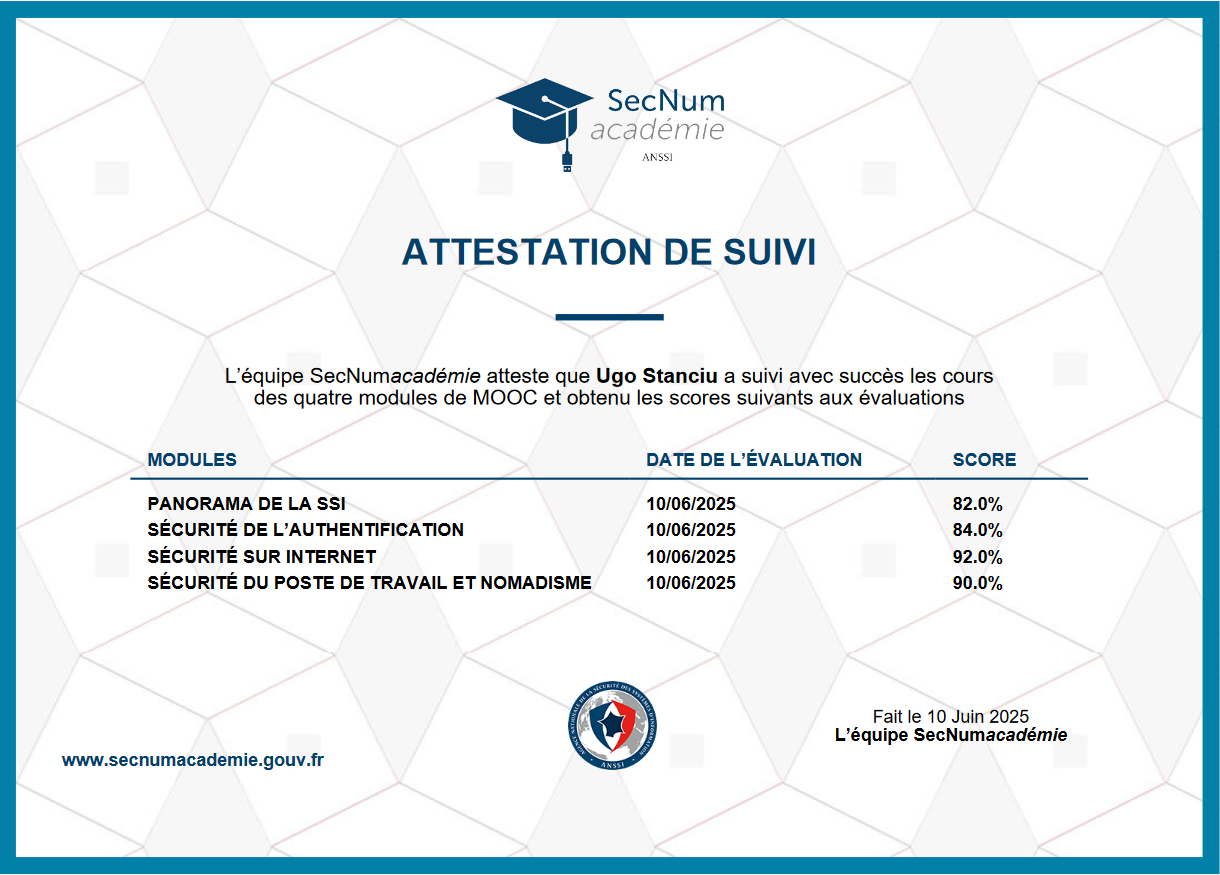 SecNum
académie
ANSSI
ATTESTATION DE SUIVI
L’équipe SecNumacadémie atteste que Ugo Stanciu a suivi avec succès les cours
des quatre modules de MOOC et obtenu les scores suivants aux évaluations
MODULES DATE DE L’ÉVALUATION SCORE
PANORAMA DE LA SSI 10/06/2025 82.0%
SÉCURITÉ DE L’AUTHENTIFICATION 10/06/2025 84.0%
SÉCURITÉ SUR INTERNET 10/06/2025 92.0%
SÉCURITÉ DU POSTE DE TRAVAIL ET NOMADISME 10/06/2025 90.0%
AGENCE NATIONALE DE LA SÉCURITÉ DES SYSTÈMES D'INFORMATION
ANSSI
Fait le 10 Juin 2025
L’équipe SecNumacadémie
www.secnumacademie.gouv.fr